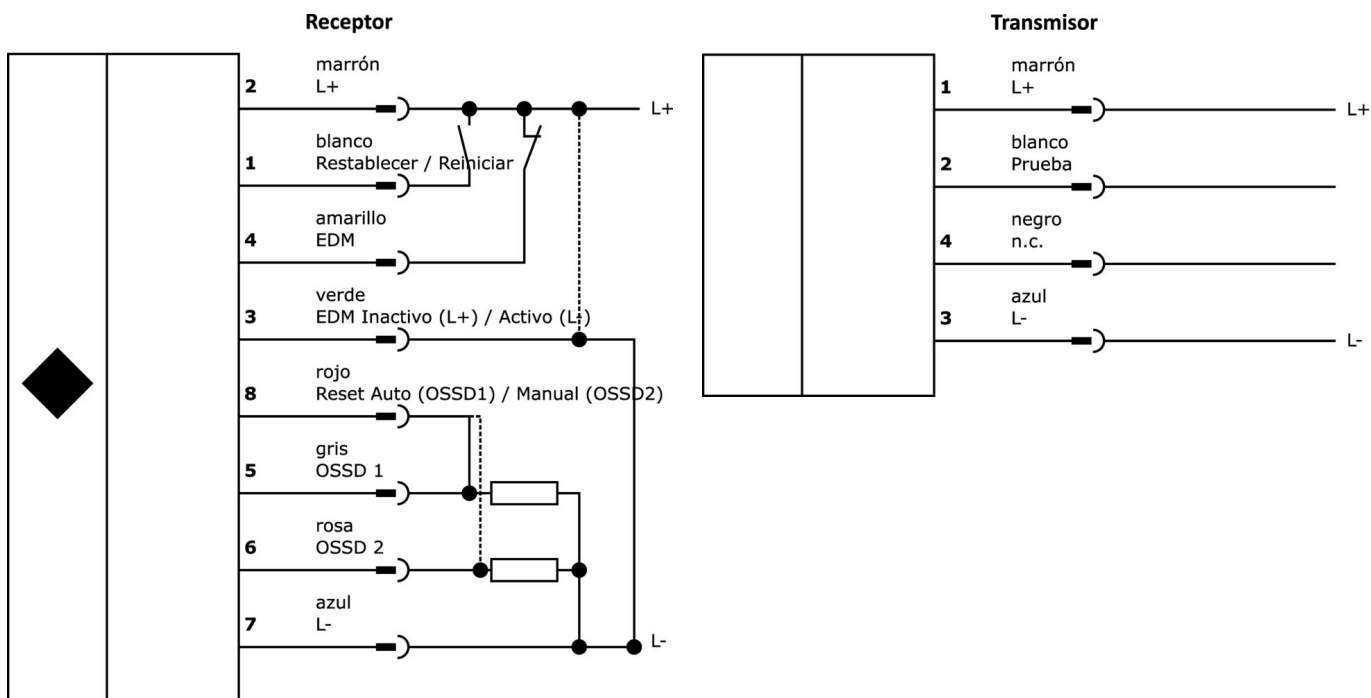 Receptor
2
marrón
L+
L+
1
blanco
Restablecer / Reiniciar
4
amarillo
EDM
3
verde
EDM Inactivo (L+) / Activo (L-)
8
rojo
Reset Auto (OSSD1) / Manual (OSSD2)
5
gris
OSSD 1
6
rosa
OSSD 2
7
azul
L-
L-
Transmisor
1
marrón
L+
L+
2
blanco
Prueba
4
negro
n.c.
3
azul
L-
L-